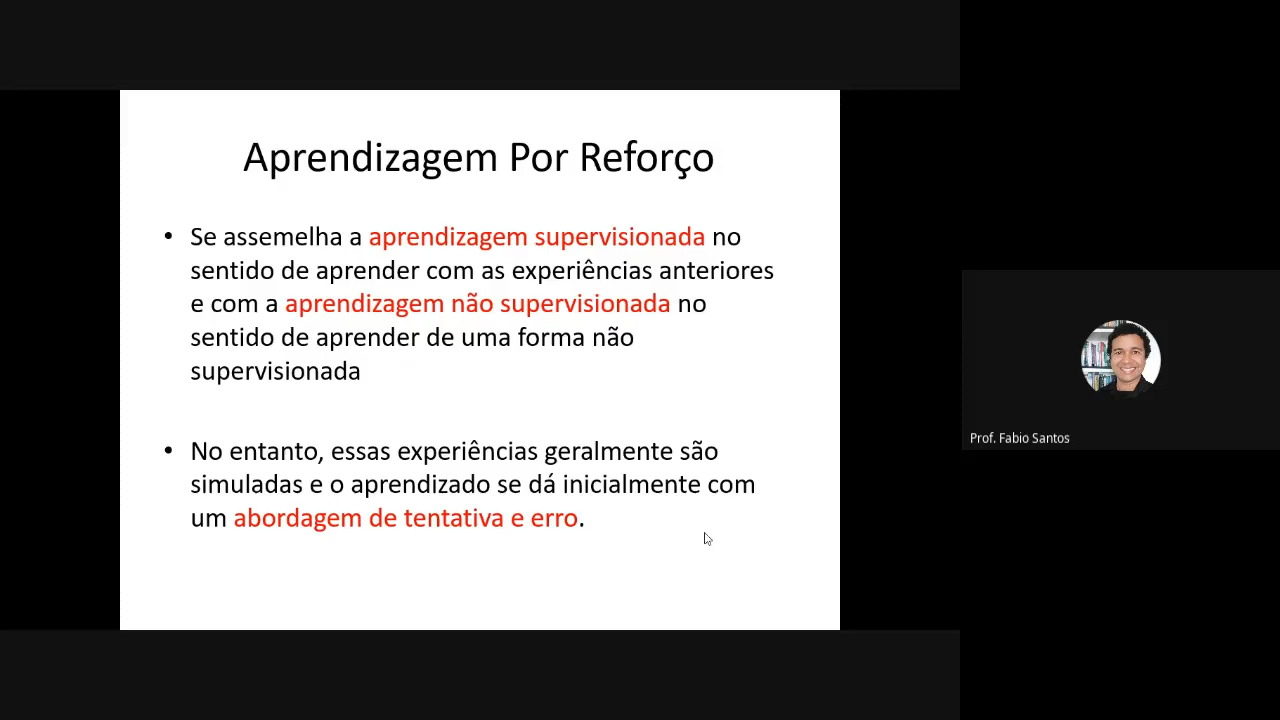 Aprendizagem Por Reforço
• Se assemelha a aprendizagem supervisionada no
sentido de aprender com as experiências anteriores
e com a aprendizagem não supervisionada no
sentido de aprender de uma forma não
supervisionada
• No entanto, essas experiências geralmente são
simuladas e o aprendizado se dá inicialmente com
um abordagem de tentativa e erro.
Prof. Fabio Santos